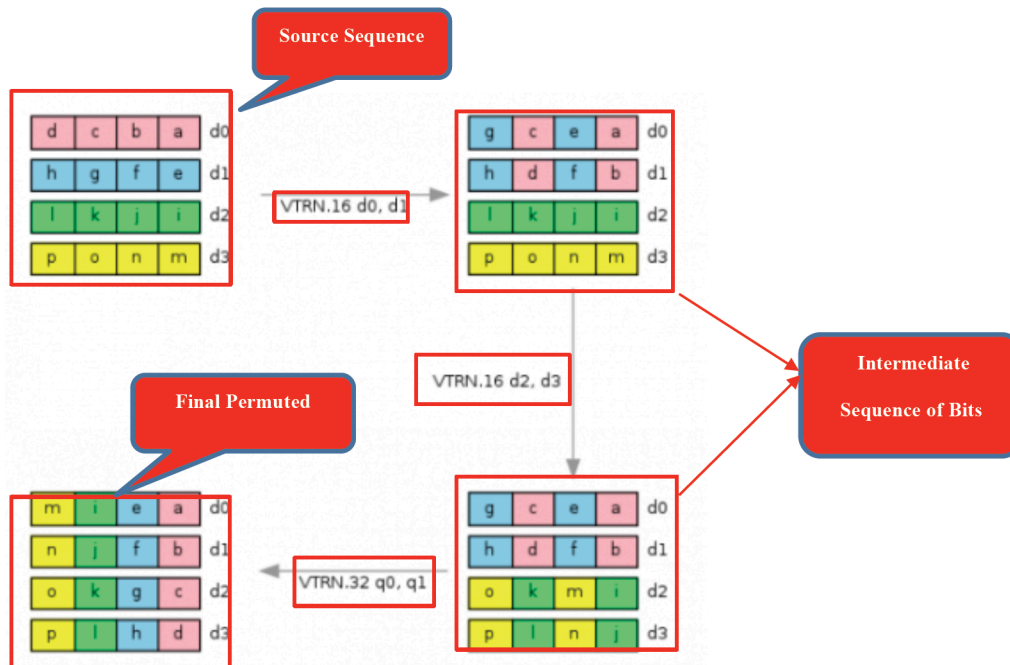 Source Sequence
d c b a d0
h g f e d1
l k j i d2
p o n m d3
VTRN.16 d0, d1
g c e a d0
h d f b d1
l k j i d2
p o n m d3
VTRN.16 d2, d3
Intermediate
Sequence of Bits
g c e a d0
h d f b d1
o k m i d2
p l n j d3
VTRN.32 q0, q1
Final Permuted
m i e a d0
n j f b d1
o k g c d2
p l h d d3